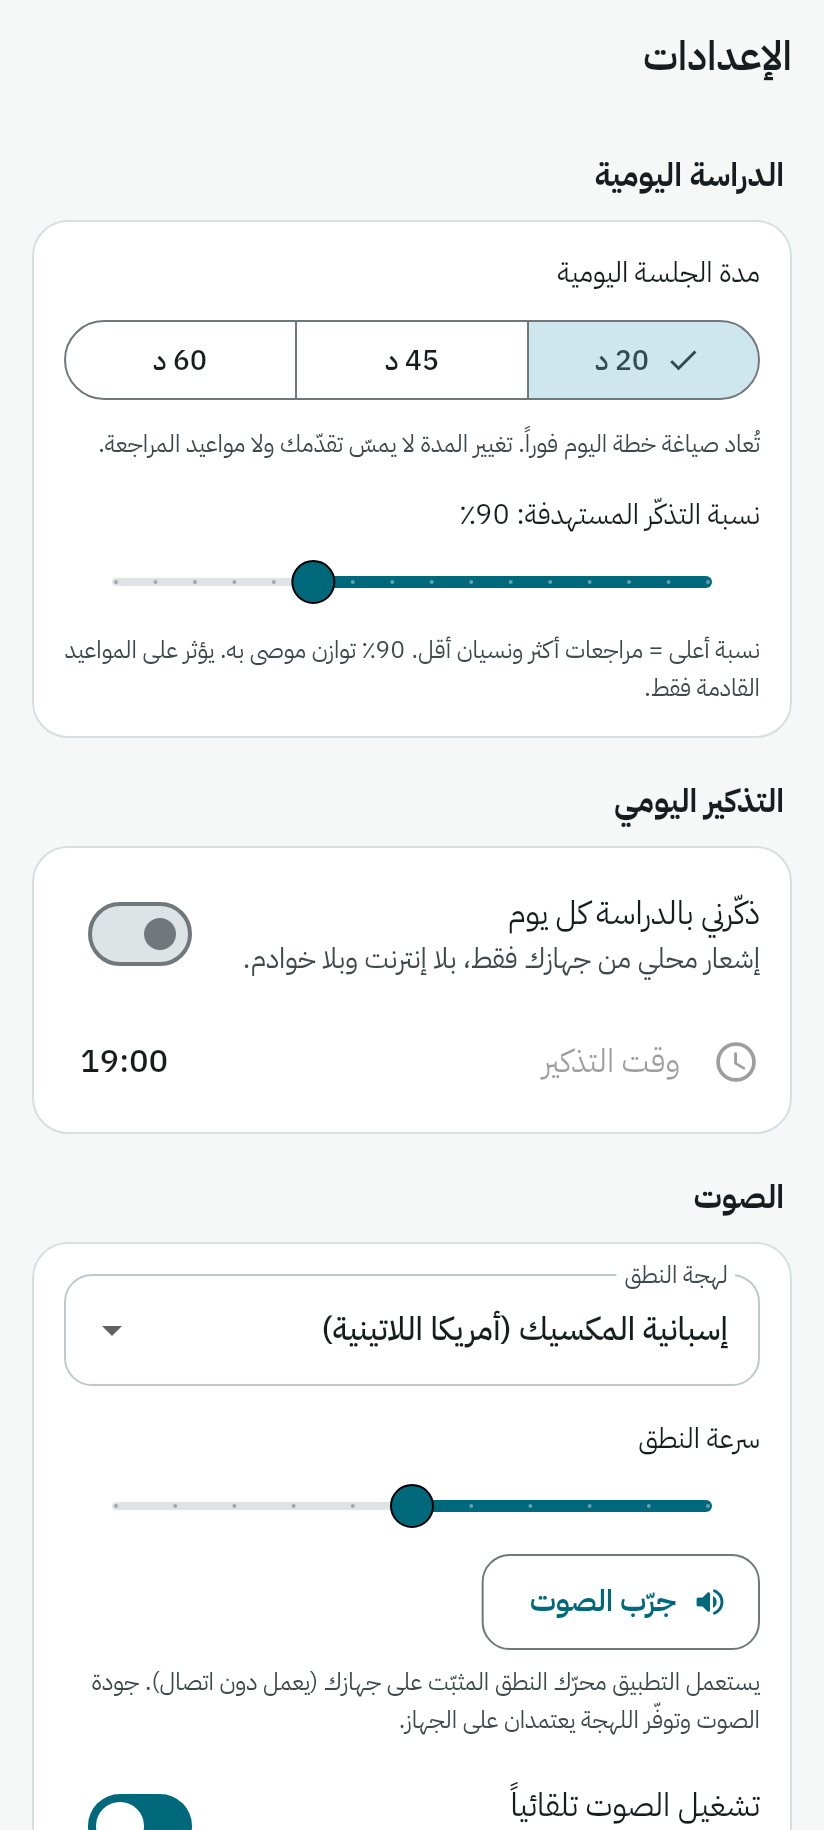 الإعدادات
الدراسة اليومية
مدة الجلسة اليومية
20 د
45 د
60 د
تُعاد صياغة خطة اليوم فوراً. تغيير المدة لا يمسّ تقدّمك ولا مواعيد المراجعة.
نسبة التذكّر المستهدفة: 90٪
نسبة أعلى = مراجعات أكثر ونسيان أقل. 90٪ توازن موصى به. يؤثر على المواعيد
القادمة فقط.
التذكير اليومي
ذكّرني بالدراسة كل يوم
إشعار محلي من جهازك فقط، بلا إنترنت وبلا خوادم.
وقت التذكير
19:00
الصوت
لهجة النطق
إسبانية المكسيك (أمريكا اللاتينية)
سرعة النطق
جرّب الصوت
يستعمل التطبيق محرّك النطق المثبّت على جهازك (يعمل دون اتصال). جودة
الصوت وتوفّر اللهجة يعتمدان على الجهاز.
تشغيل الصوت تلقائياً